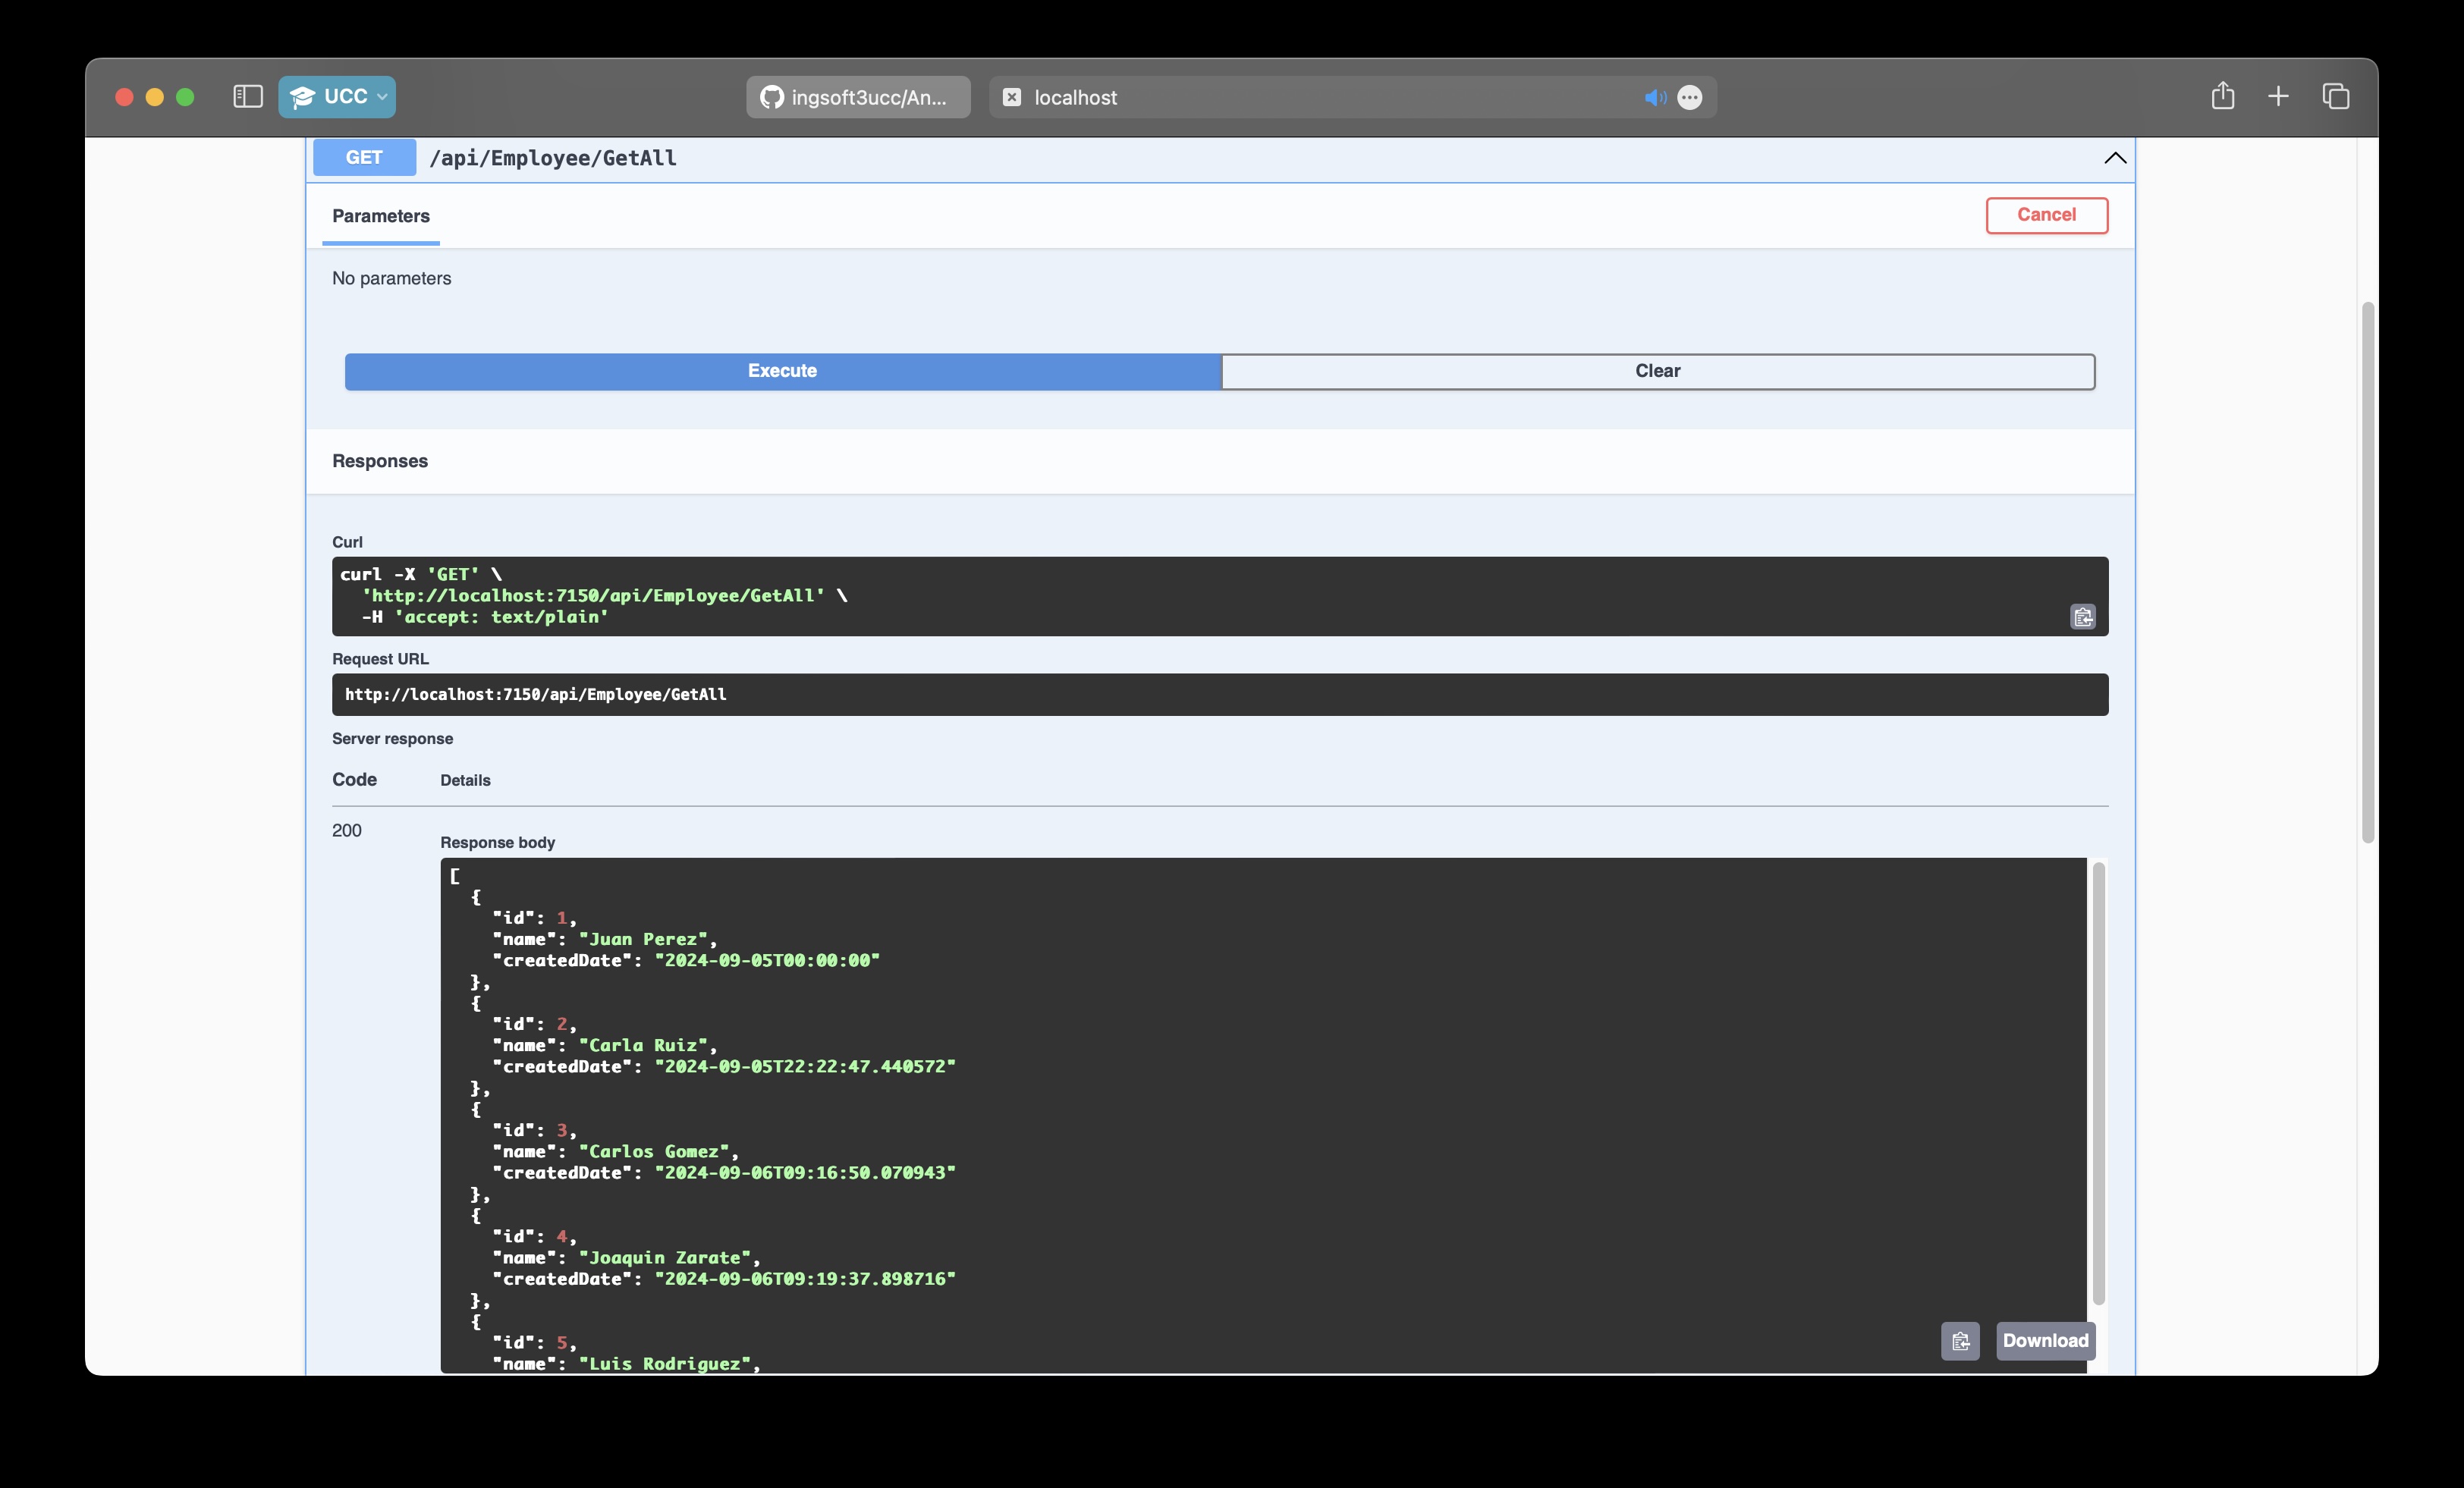 UCC
ingsoft3ucc/An...
localhost
GET /api/Employee/GetAll
Parameters
Cancel
No parameters
Execute
Clear
Responses
Curl
curl -X 'GET' \
'http://localhost:7150/api/Employee/GetAll' \
-H 'accept: text/plain'
Request URL
http://localhost:7150/api/Employee/GetAll
Server response
Code Details
200
Response body
[
{
"id": 1,
"name": "Juan Perez",
"createdDate": "2024-09-05T00:00:00"
},
{
"id": 2,
"name": "Carla Ruiz",
"createdDate": "2024-09-05T22:22:47.440572"
},
{
"id": 3,
"name": "Carlos Gomez",
"createdDate": "2024-09-06T09:16:50.070943"
},
{
"id": 4,
"name": "Joaquin Zarate",
"createdDate": "2024-09-06T09:19:37.898716"
},
{
"id": 5,
"name": "Luis Rodriguez",
Download